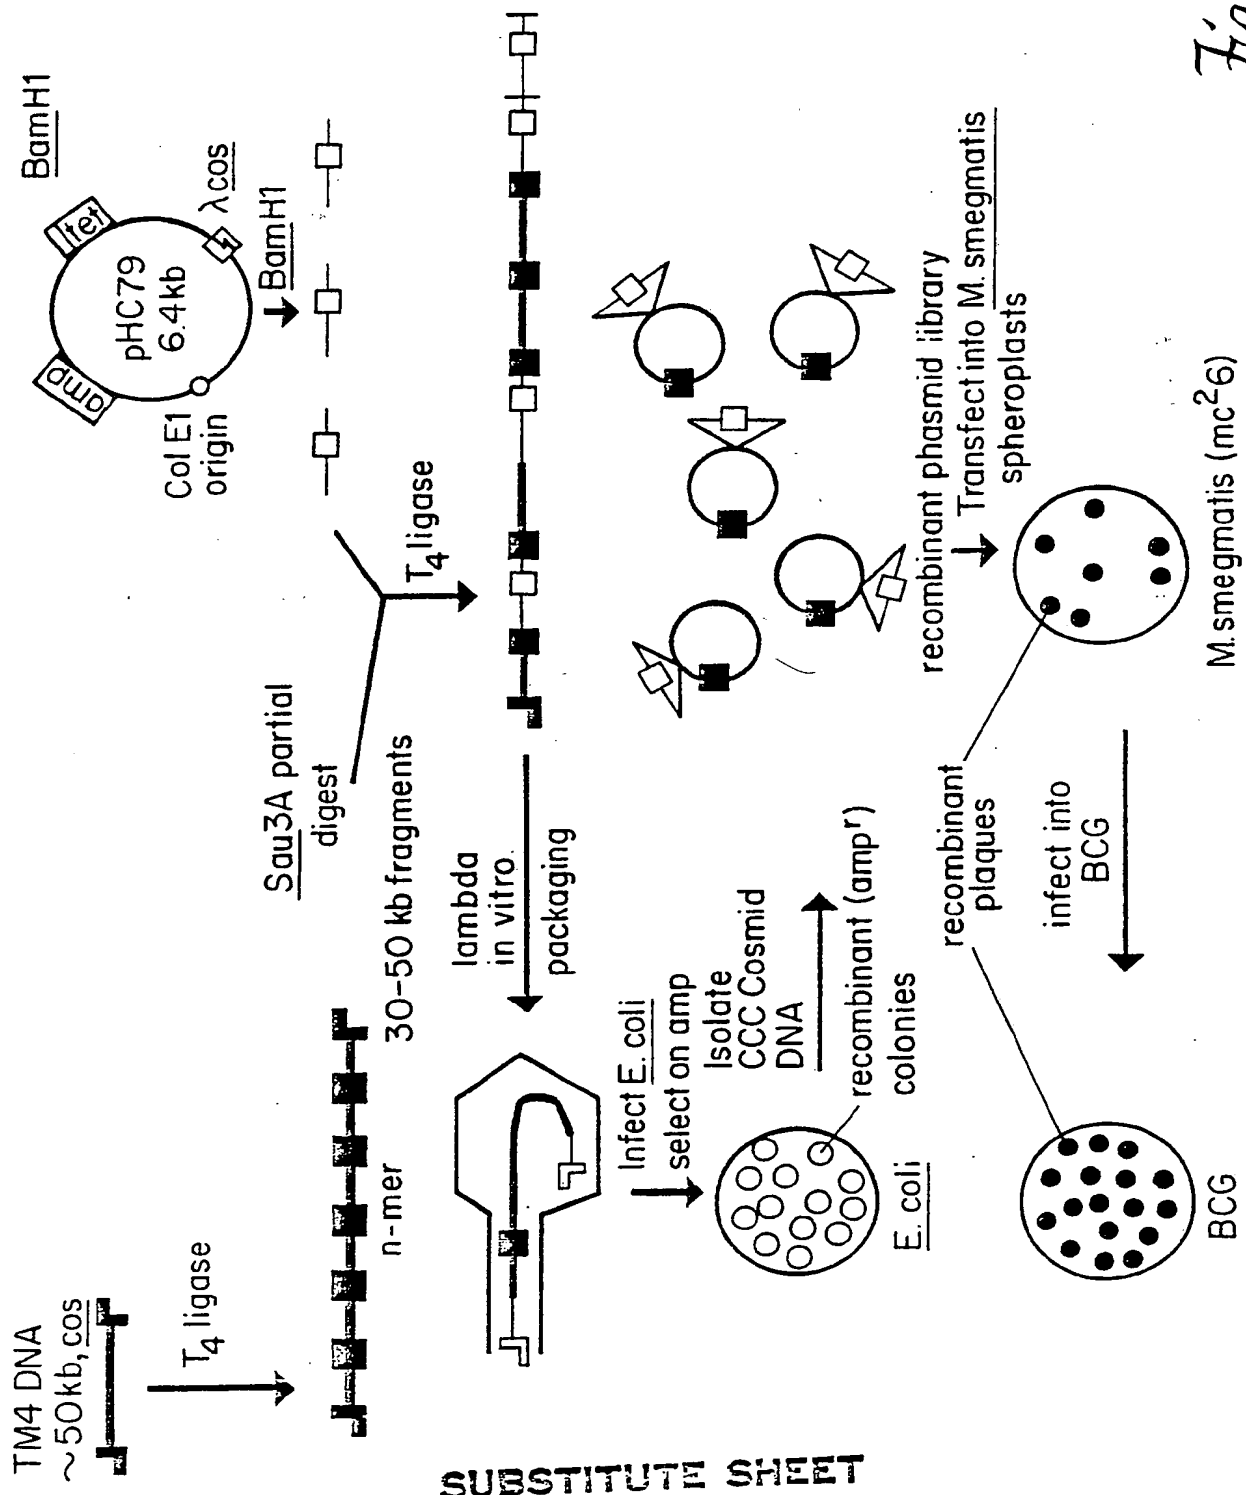 TM4 DNA
~50kb, cos
T4 ligase
n-mer
30-50 kb fragments
Sau3A partial
digest
BamH1
amp
tet
pHC79
6.4kb
λcos
Col E1
origin
BamH1
T4 ligase
lambda
in vitro
packaging
Infect E. coli
select on amp
Isolate
CCC Cosmid
DNA
recombinant (ampʳ)
colonies
E. coli
recombinant phasmid library
Transfect into M. smegmatis
spheroplasts
recombinant
plaques
M. smegmatis (mc²6)
infect into
BCG
BCG
SUBSTITUTE SHEET